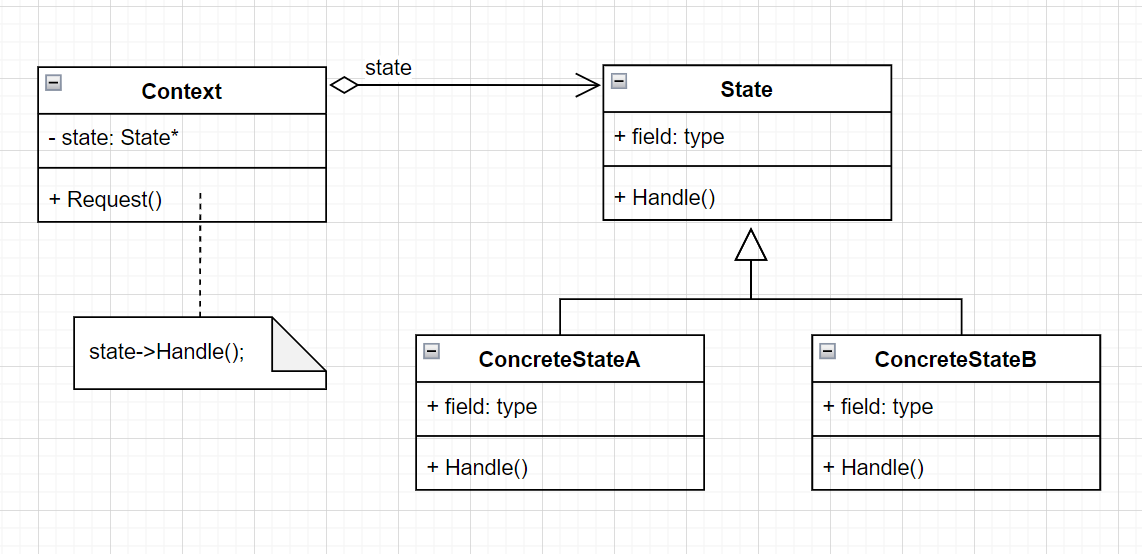 state
Context
- state: State*
+ Request()
state->Handle();
State
+ field: type
+ Handle()
ConcreteStateA
+ field: type
+ Handle()
ConcreteStateB
+ field: type
+ Handle()